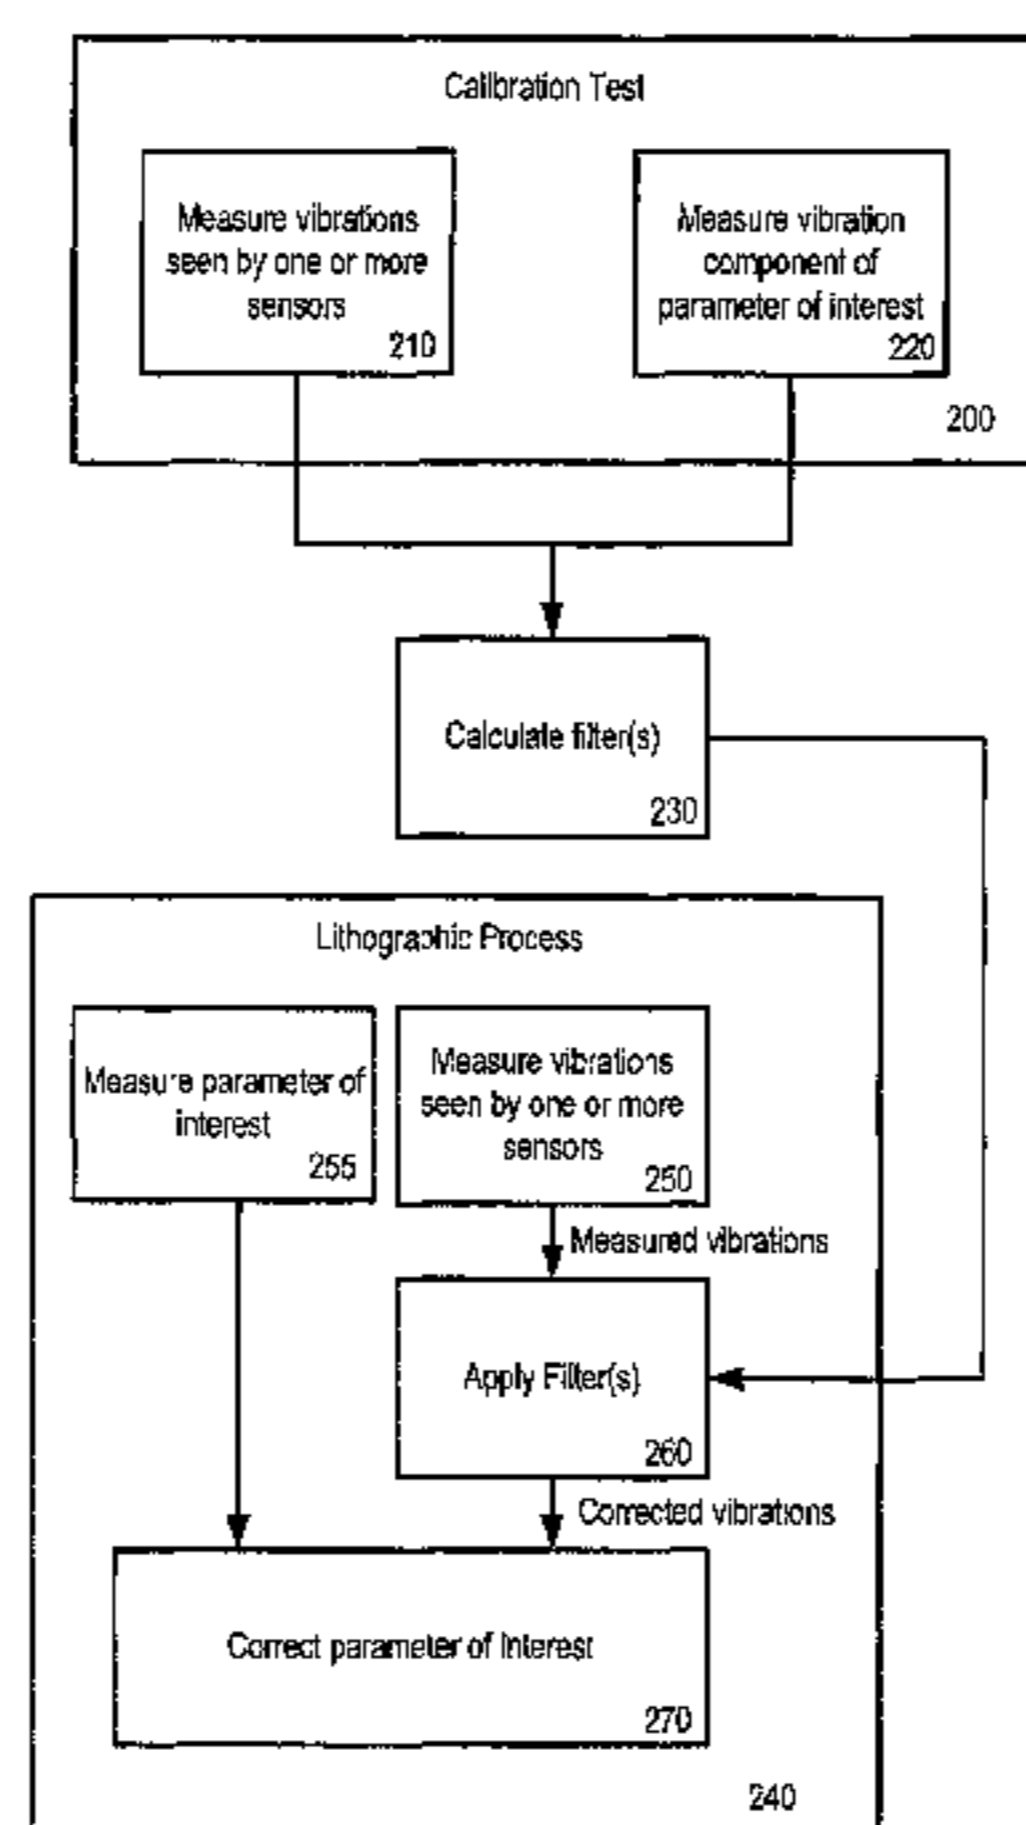 Calibration Test
Measure vibrations
seen by one or more
sensors
210
Measure vibration
component of
parameter of interest
220
200
Calculate filter(s)
230
Lithographic Process
Measure parameter of
interest
255
Measure vibrations
seen by one or more
sensors
250
Measured vibrations
Apply Filter(s)
260
Corrected vibrations
Correct parameter of Interest
270
240